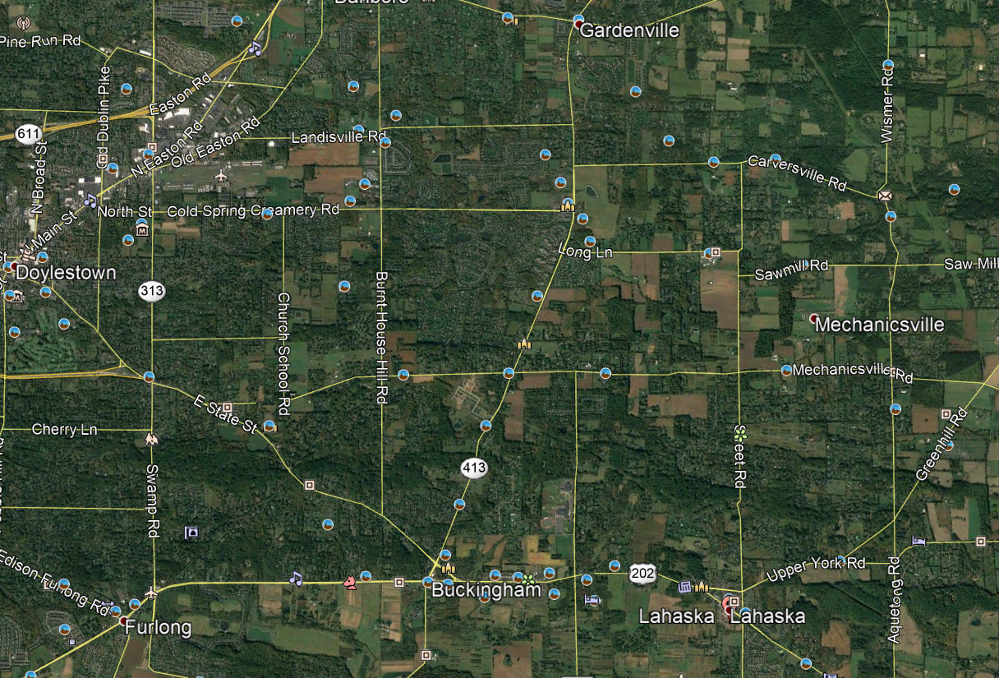 Gardenville
Pine Run Rd
Easton Rd
Old Dublin Pike
Wismer Rd
611
N Easton Rd
Old Easton Rd
Landisville Rd
N Broad St
Carversville Rd
North St
Cold Spring Creamery Rd
N Main St
Long Ln
St
Doylestown
Sawmill Rd
Saw Mill
313
Burnt House Hill Rd
Church School Rd
Mechanicsville
Mechanicsville Rd
E State St
Cherry Ln
Greenhill Rd
Street Rd
413
Swamp Rd
Edison Furlong Rd
Upper York Rd
202
Buckingham
Aquetong Rd
Lahaska
Lahaska
Furlong